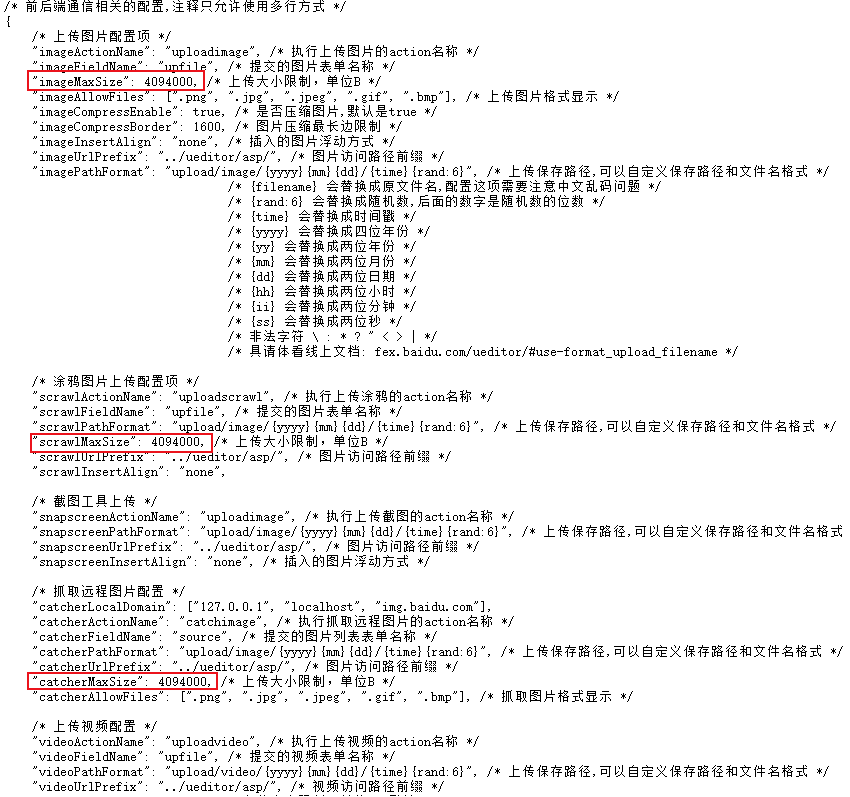 /* 前后端通信相关的配置,注释只允许使用多行方式 */
{
/* 上传图片配置项 */
"imageActionName": "uploadimage", /* 执行上传图片的action名称 */
"imageFieldName": "upfile", /* 提交的图片表单名称 */
"imageMaxSize": 4094000, /* 上传大小限制，单位B */
"imageAllowFiles": [".png", ".jpg", ".jpeg", ".gif", ".bmp"], /* 上传图片格式显示 */
"imageCompressEnable": true, /* 是否压缩图片,默认是true */
"imageCompressBorder": 1600, /* 图片压缩最长边限制 */
"imageInsertAlign": "none", /* 插入的图片浮动方式 */
"imageUrlPrefix": "../ueditor/asp/", /* 图片访问路径前缀 */
"imagePathFormat": "upload/image/{yyyy}{mm}{dd}/{time}{rand:6}", /* 上传保存路径,可以自定义保存路径和文件名格式 */
/* {filename} 会替换成原文件名,配置这项需要注意中文乱码问题 */
/* {rand:6} 会替换成随机数,后面的数字是随机数的位数 */
/* {time} 会替换成时间戳 */
/* {yyyy} 会替换成四位年份 */
/* {yy} 会替换成两位年份 */
/* {mm} 会替换成两位月份 */
/* {dd} 会替换成两位日期 */
/* {hh} 会替换成两位小时 */
/* {ii} 会替换成两位分钟 */
/* {ss} 会替换成两位秒 */
/* 非法字符 \ : * ? " < > | */
/* 具请体看线上文档: fex.baidu.com/ueditor/#use-format_upload_filename */
/* 涂鸦图片上传配置项 */
"scrawlActionName": "uploadscrawl", /* 执行上传涂鸦的action名称 */
"scrawlFieldName": "upfile", /* 提交的图片表单名称 */
"scrawlPathFormat": "upload/image/{yyyy}{mm}{dd}/{time}{rand:6}", /* 上传保存路径,可以自定义保存路径和文件名格式 */
"scrawlMaxSize": 4094000, /* 上传大小限制，单位B */
"scrawlUrlPrefix": "../ueditor/asp/", /* 图片访问路径前缀 */
"scrawlInsertAlign": "none",
/* 截图工具上传 */
"snapscreenActionName": "uploadimage", /* 执行上传截图的action名称 */
"snapscreenPathFormat": "upload/image/{yyyy}{mm}{dd}/{time}{rand:6}", /* 上传保存路径,可以自定义保存路径和文件名格式
"snapscreenUrlPrefix": "../ueditor/asp/", /* 图片访问路径前缀 */
"snapscreenInsertAlign": "none", /* 插入的图片浮动方式 */
/* 抓取远程图片配置 */
"catcherLocalDomain": ["127.0.0.1", "localhost", "img.baidu.com"],
"catcherActionName": "catchimage", /* 执行抓取远程图片的action名称 */
"catcherFieldName": "source", /* 提交的图片列表表单名称 */
"catcherPathFormat": "upload/image/{yyyy}{mm}{dd}/{time}{rand:6}", /* 上传保存路径,可以自定义保存路径和文件名格式 */
"catcherUrlPrefix": "../ueditor/asp/", /* 图片访问路径前缀 */
"catcherMaxSize": 4094000, /* 上传大小限制，单位B */
"catcherAllowFiles": [".png", ".jpg", ".jpeg", ".gif", ".bmp"], /* 抓取图片格式显示 */
/* 上传视频配置 */
"videoActionName": "uploadvideo", /* 执行上传视频的action名称 */
"videoFieldName": "upfile", /* 提交的视频表单名称 */
"videoPathFormat": "upload/video/{yyyy}{mm}{dd}/{time}{rand:6}", /* 上传保存路径,可以自定义保存路径和文件名格式 */
"videoUrlPrefix": "../ueditor/asp/", /* 视频访问路径前缀 */